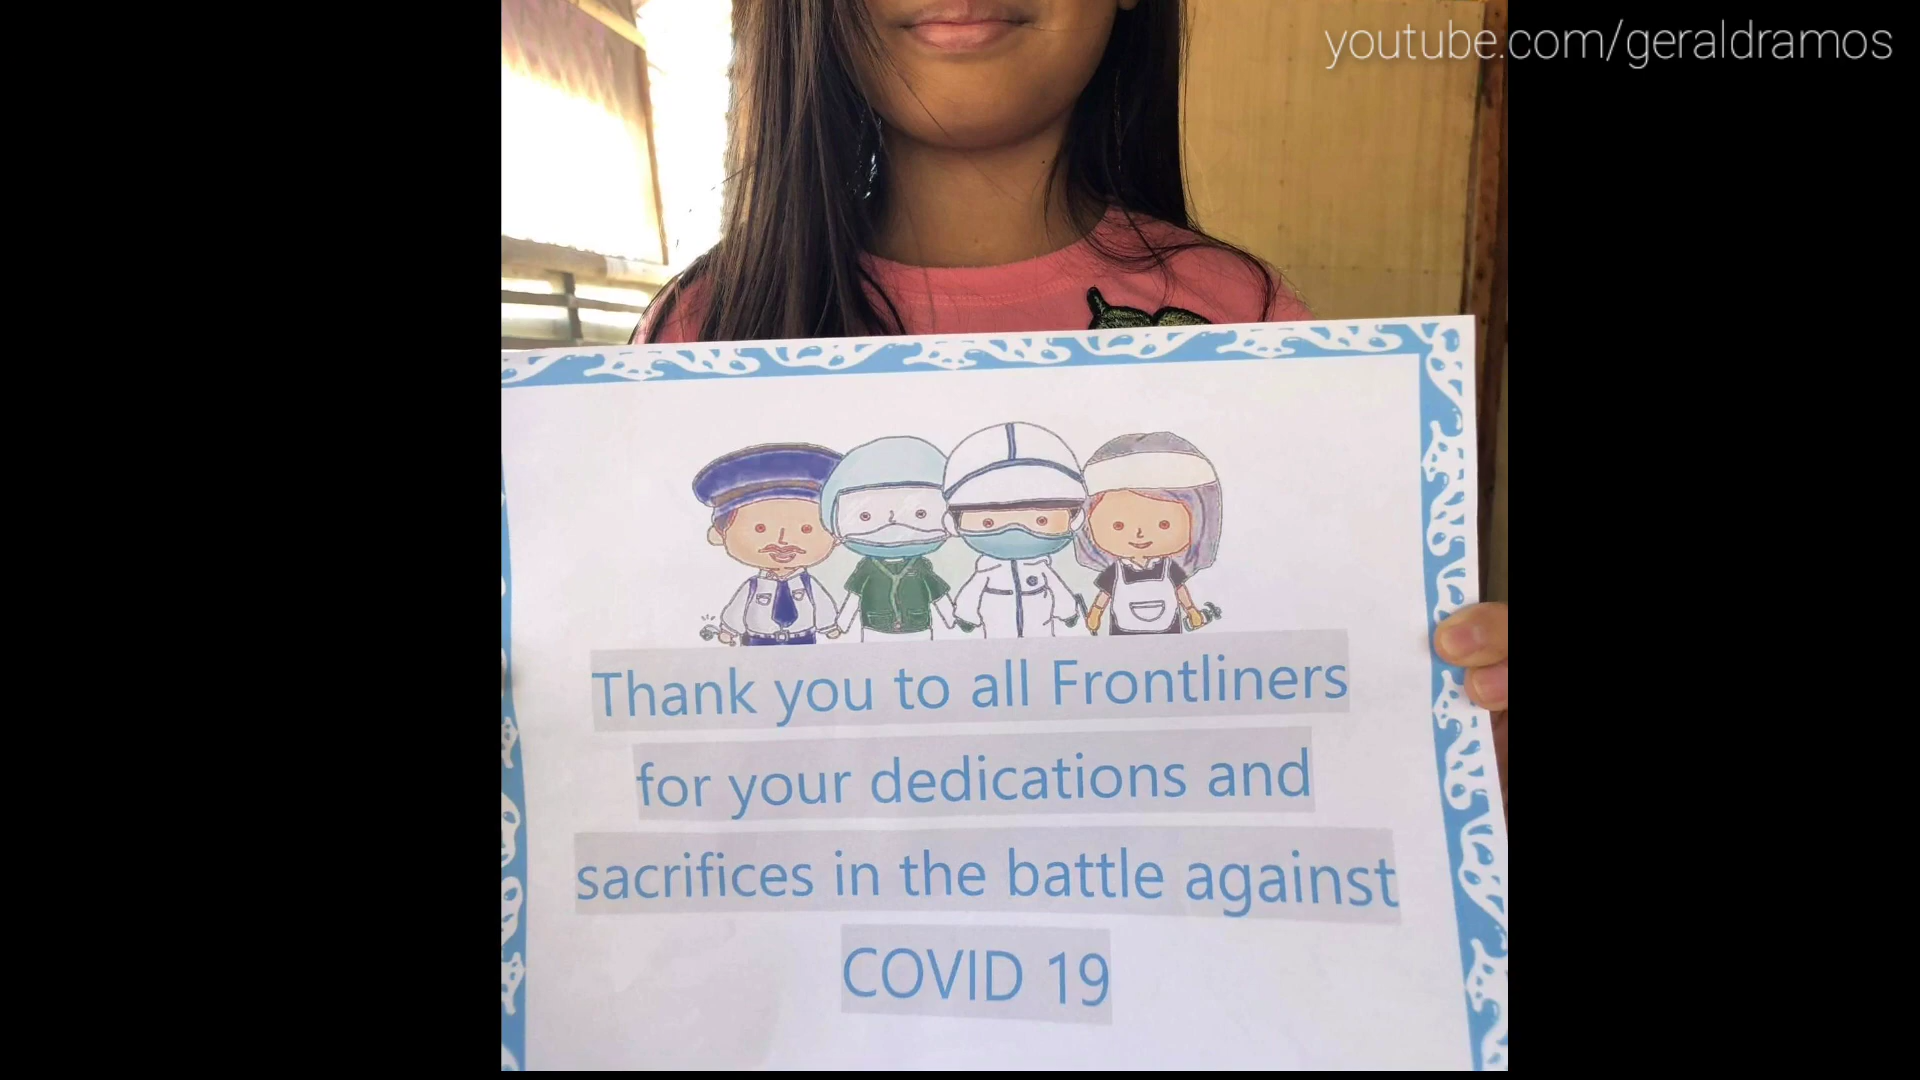 youtube.com/geraldramos
Thank you to all Frontliners
for your dedications and
sacrifices in the battle against
COVID 19